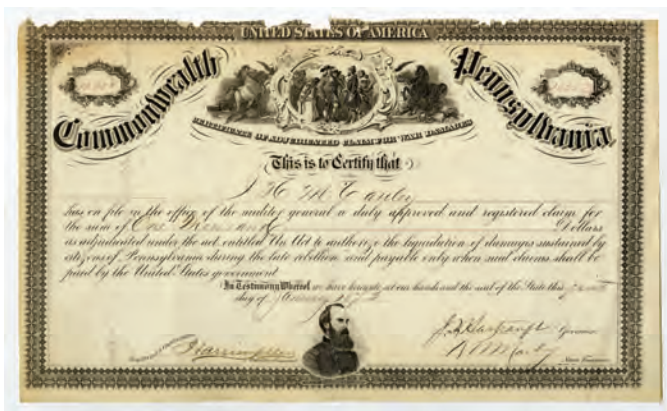 UNITED STATES OF AMERICA
Commonwealth Pennsylvania
CERTIFICATE OF ADJUDICATED CLAIM FOR WAR DAMAGES
This is to Certify that
J. H. McCauley
has on file in the office of the auditor general a duly approved and registered claim for
the sum of One Dollars
as adjudicated under the act entitled An Act to authorize the liquidation of damages sustained by
citizens of Pennsylvania during the late rebellion and payable only when said claims shall be
paid by the United States government
In Testimony Whereof we have hereunto set our hands and the seal of the State this
day of January
Governor
State Treasurer